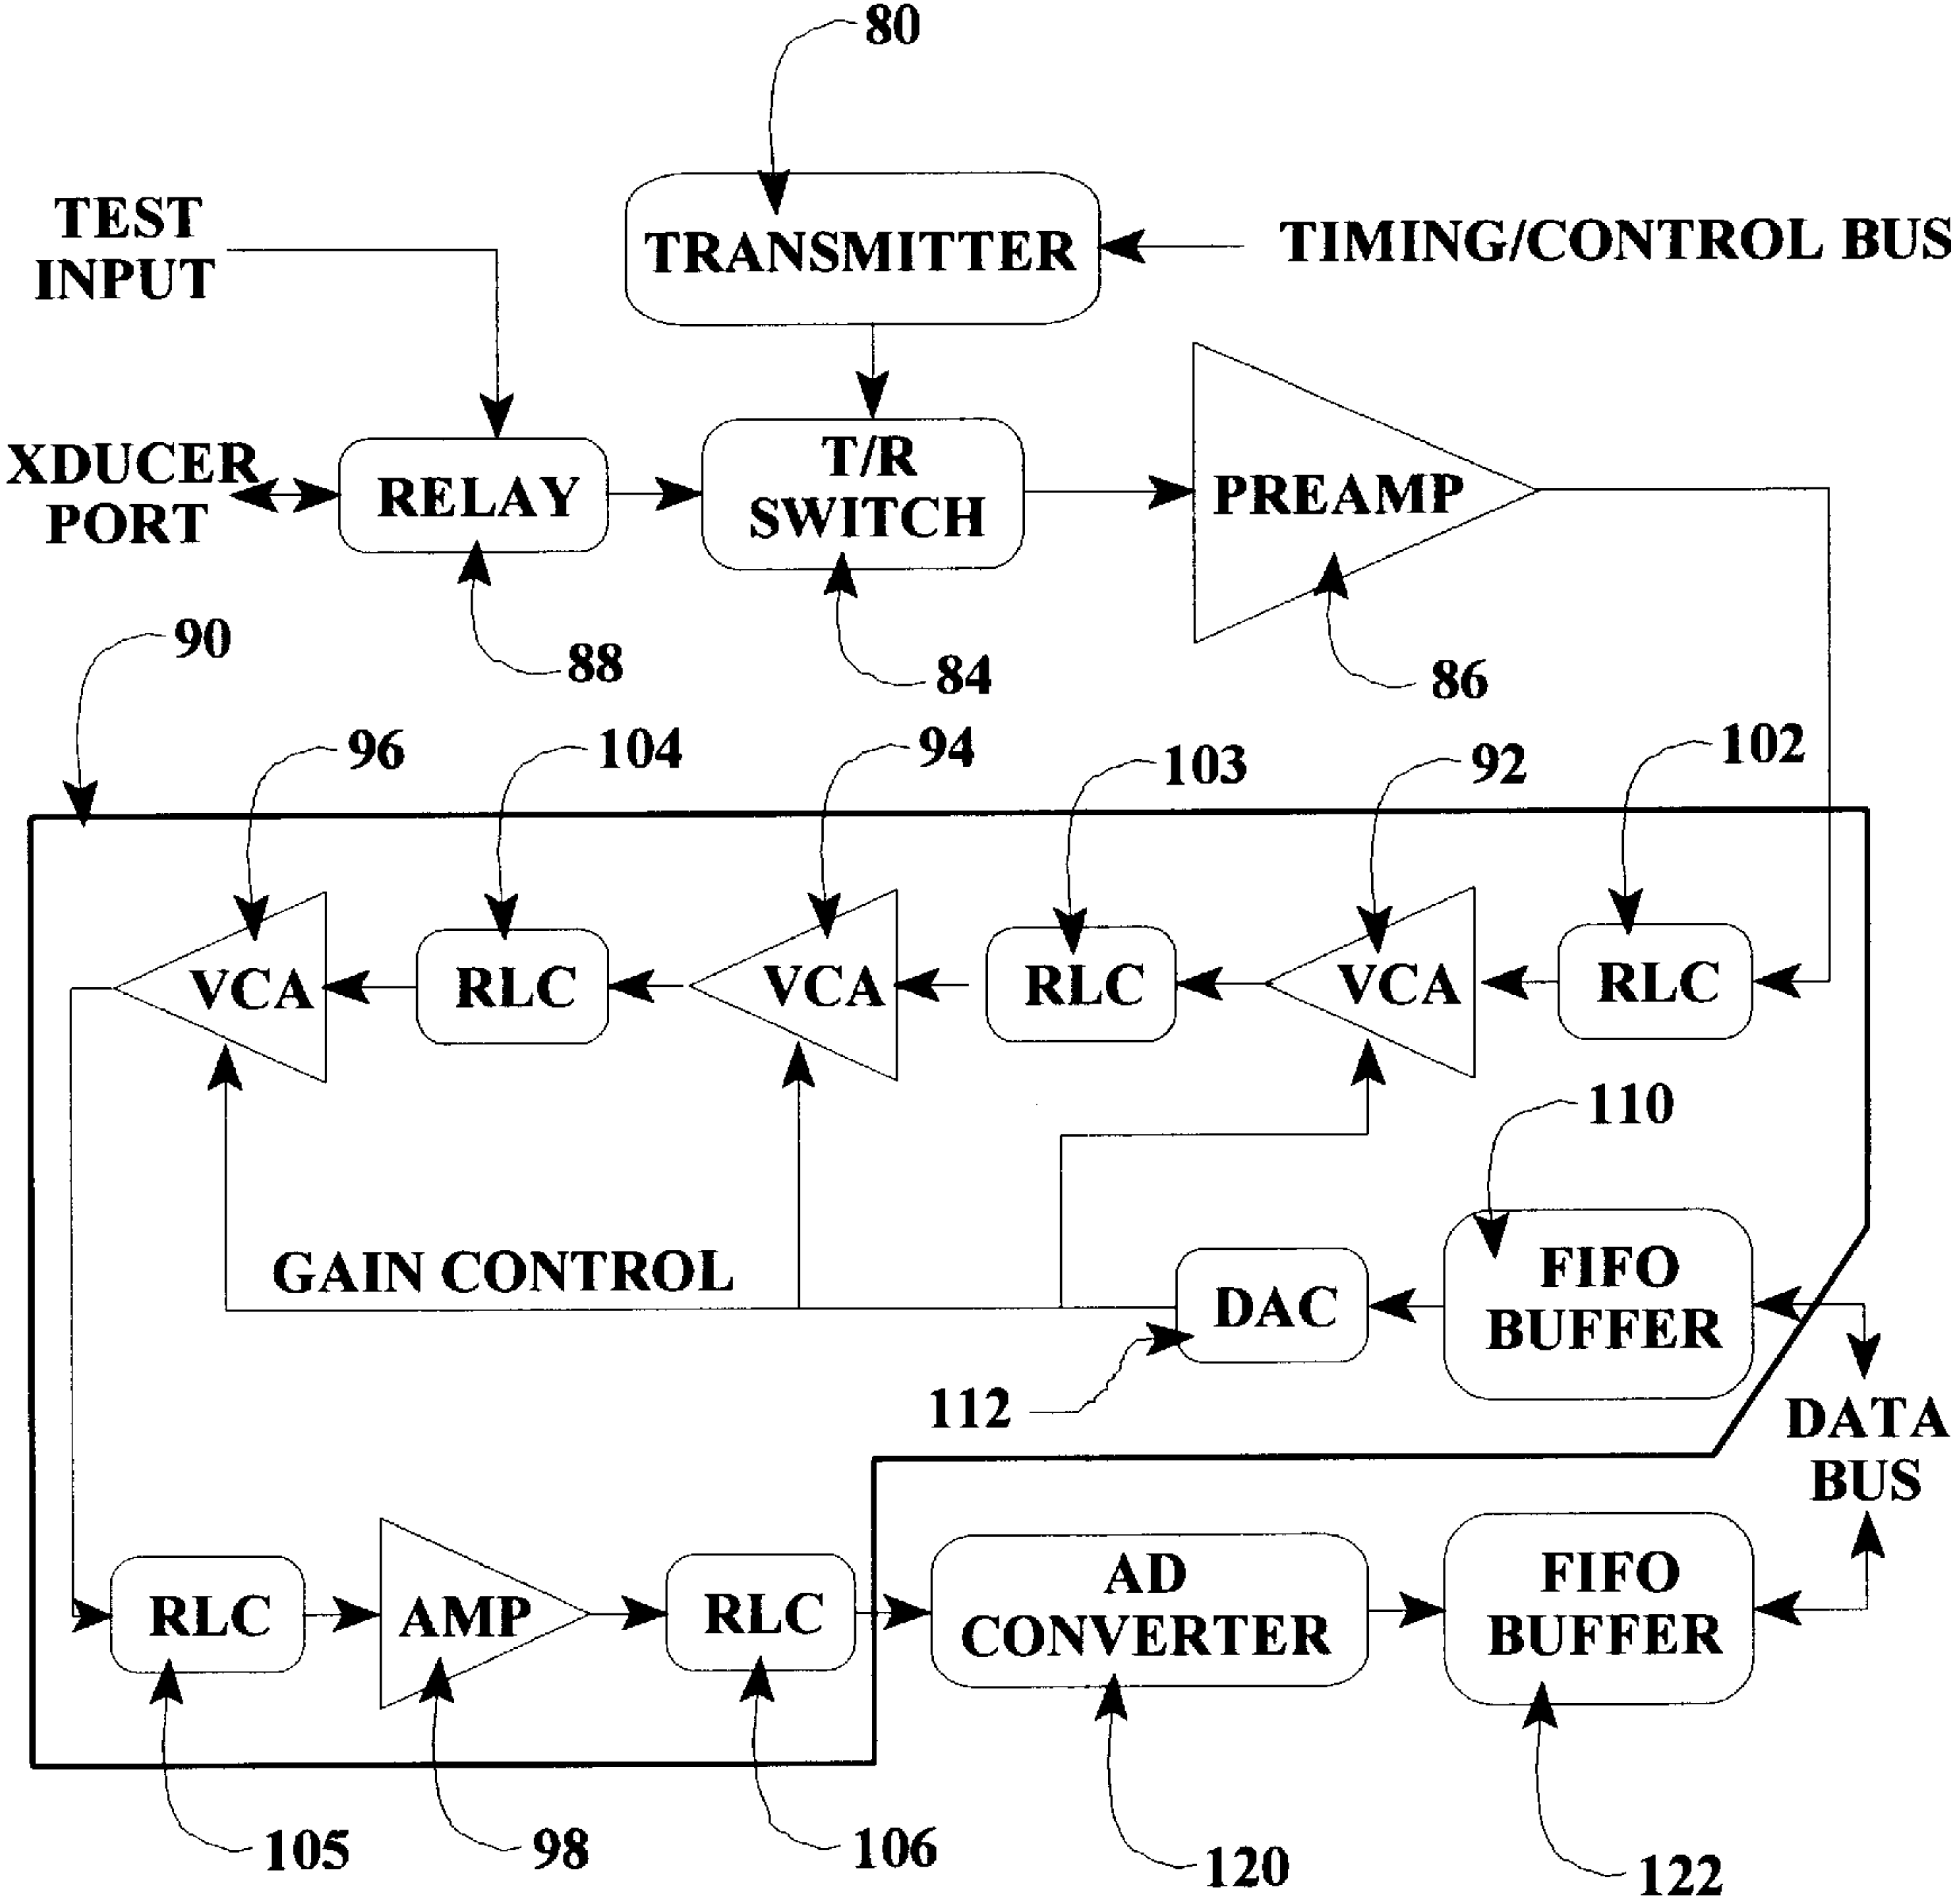 80
TEST
INPUT
TRANSMITTER
TIMING/CONTROL BUS
XDUCER
PORT
RELAY
T/R
SWITCH
PREAMP
90
88
84
86
96
104
94
103
92
102
VCA
RLC
VCA
RLC
VCA
RLC
110
GAIN CONTROL
DAC
FIFO
BUFFER
112
DATA
BUS
RLC
AMP
RLC
AD
CONVERTER
FIFO
BUFFER
105
98
106
120
122